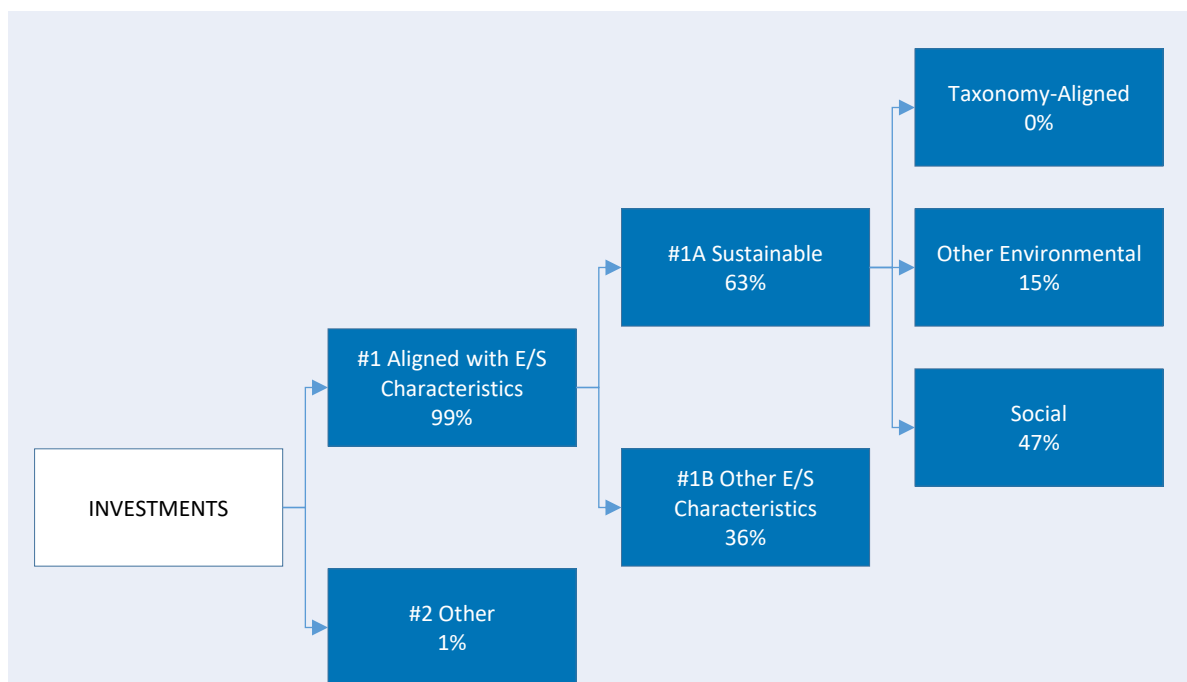 INVESTMENTS
#1 Aligned with E/S
Characteristics
99%
#2 Other
1%
#1A Sustainable
63%
#1B Other E/S
Characteristics
36%
Taxonomy-Aligned
0%
Other Environmental
15%
Social
47%